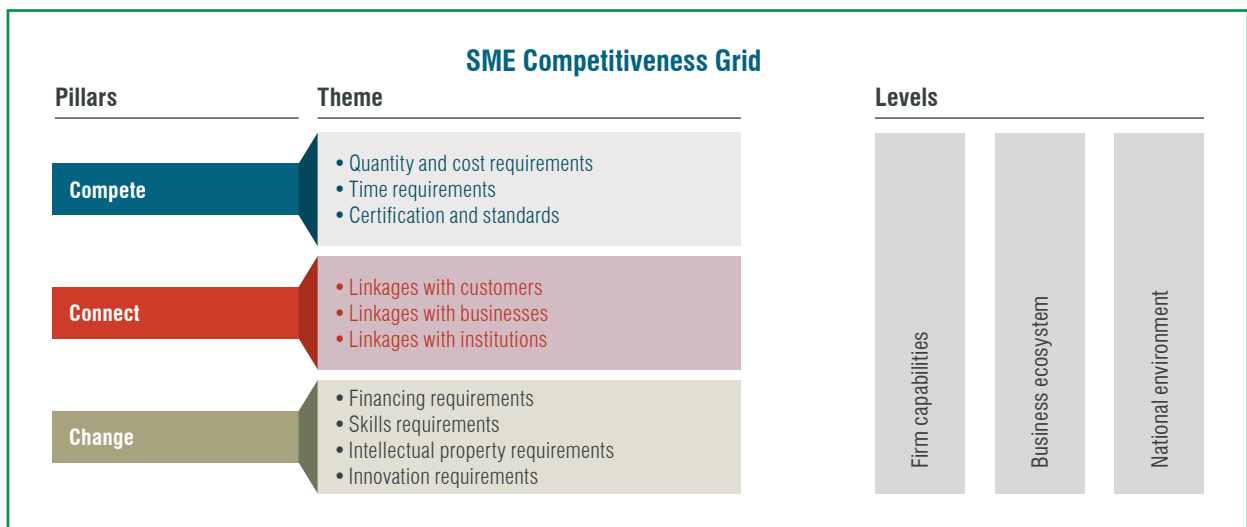 SME Competitiveness Grid
Pillars
Theme
Levels
Compete
• Quantity and cost requirements
• Time requirements
• Certification and standards
Connect
• Linkages with customers
• Linkages with businesses
• Linkages with institutions
Change
• Financing requirements
• Skills requirements
• Intellectual property requirements
• Innovation requirements
Firm capabilities
Business ecosystem
National environment